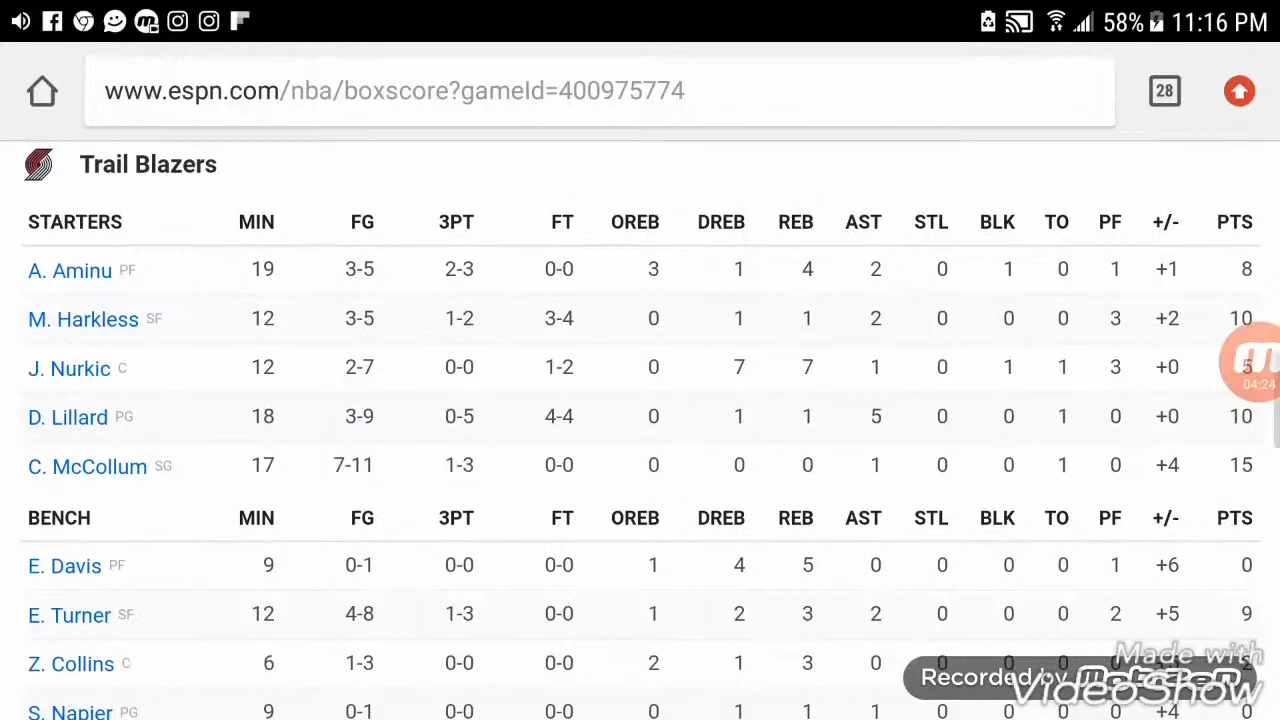 58% 11:16 PM
www.espn.com/nba/boxscore?gameId=400975774 28
Trail Blazers
STARTERS MIN FG 3PT FT OREB DREB REB AST STL BLK TO PF +/- PTS
A. Aminu PF 19 3-5 2-3 0-0 3 1 4 2 0 1 0 1 +1 8
M. Harkless SF 12 3-5 1-2 3-4 0 1 1 2 0 0 0 3 +2 10
J. Nurkic C 12 2-7 0-0 1-2 0 7 7 1 0 1 1 3 +0 5
04:24
D. Lillard PG 18 3-9 0-5 4-4 0 1 1 5 0 0 1 0 +0 10
C. McCollum SG 17 7-11 1-3 0-0 0 0 0 1 0 0 1 0 +4 15
BENCH MIN FG 3PT FT OREB DREB REB AST STL BLK TO PF +/- PTS
E. Davis PF 9 0-1 0-0 0-0 1 4 5 0 0 0 0 1 +6 0
E. Turner SF 12 4-8 1-3 0-0 1 2 3 2 0 0 0 2 +5 9
Z. Collins C 6 1-3 0-0 0-0 2 1 3 0 0 0 0 0 2
Made with
Recorded by
VideoShow
S. Napier PG 9 0-1 0-0 0-0 0 1 1 1 0 0 0 0 +4 0